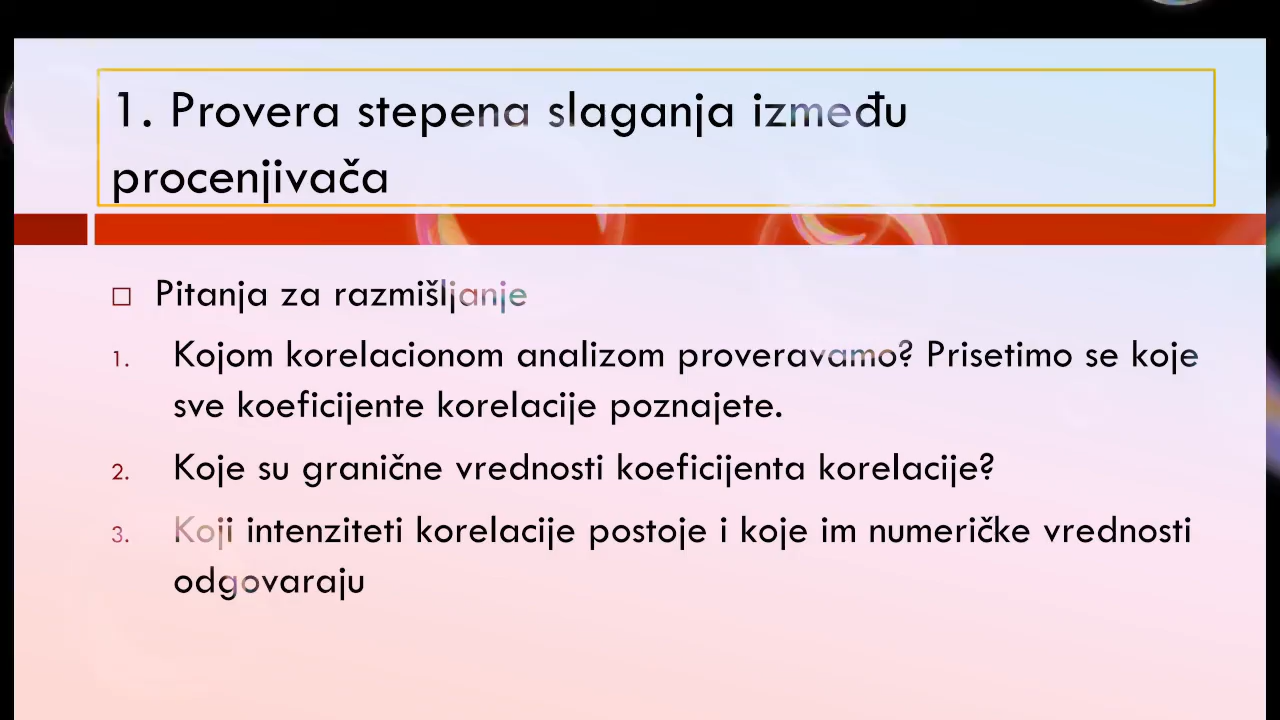 1. Provera stepena slaganja između
procenjivača
Pitanja za razmišljanje
1. Kojom korelacionom analizom proveravamo? Prisetimo se koje
sve koeficijente korelacije poznajete.
2. Koje su granične vrednosti koeficijenta korelacije?
3. Koji intenziteti korelacije postoje i koje im numeričke vrednosti
odgovaraju